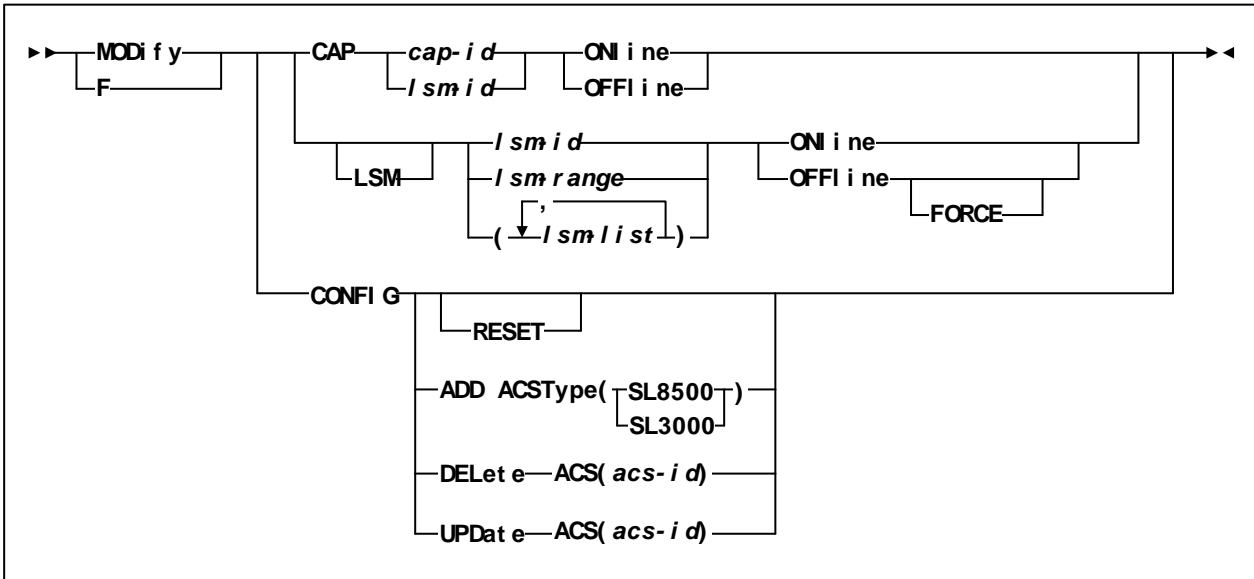 MODify CAP cap-id ONline
F lsm-id OFFline
lsm-id ONline
LSM lsm-range OFFline
, FORCE
( lsm-list )
CONFIG
RESET
ADD ACSType( SL8500 )
SL3000
DELete ACS(acs-id)
UPDate ACS(acs-id)